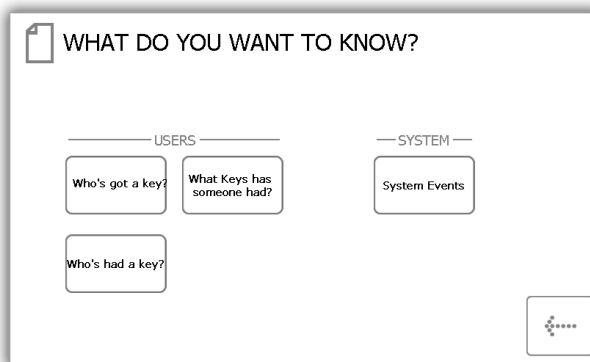 WHAT DO YOU WANT TO KNOW?
USERS
Who's got a key?
What Keys has
someone had?
Who's had a key?
SYSTEM
System Events